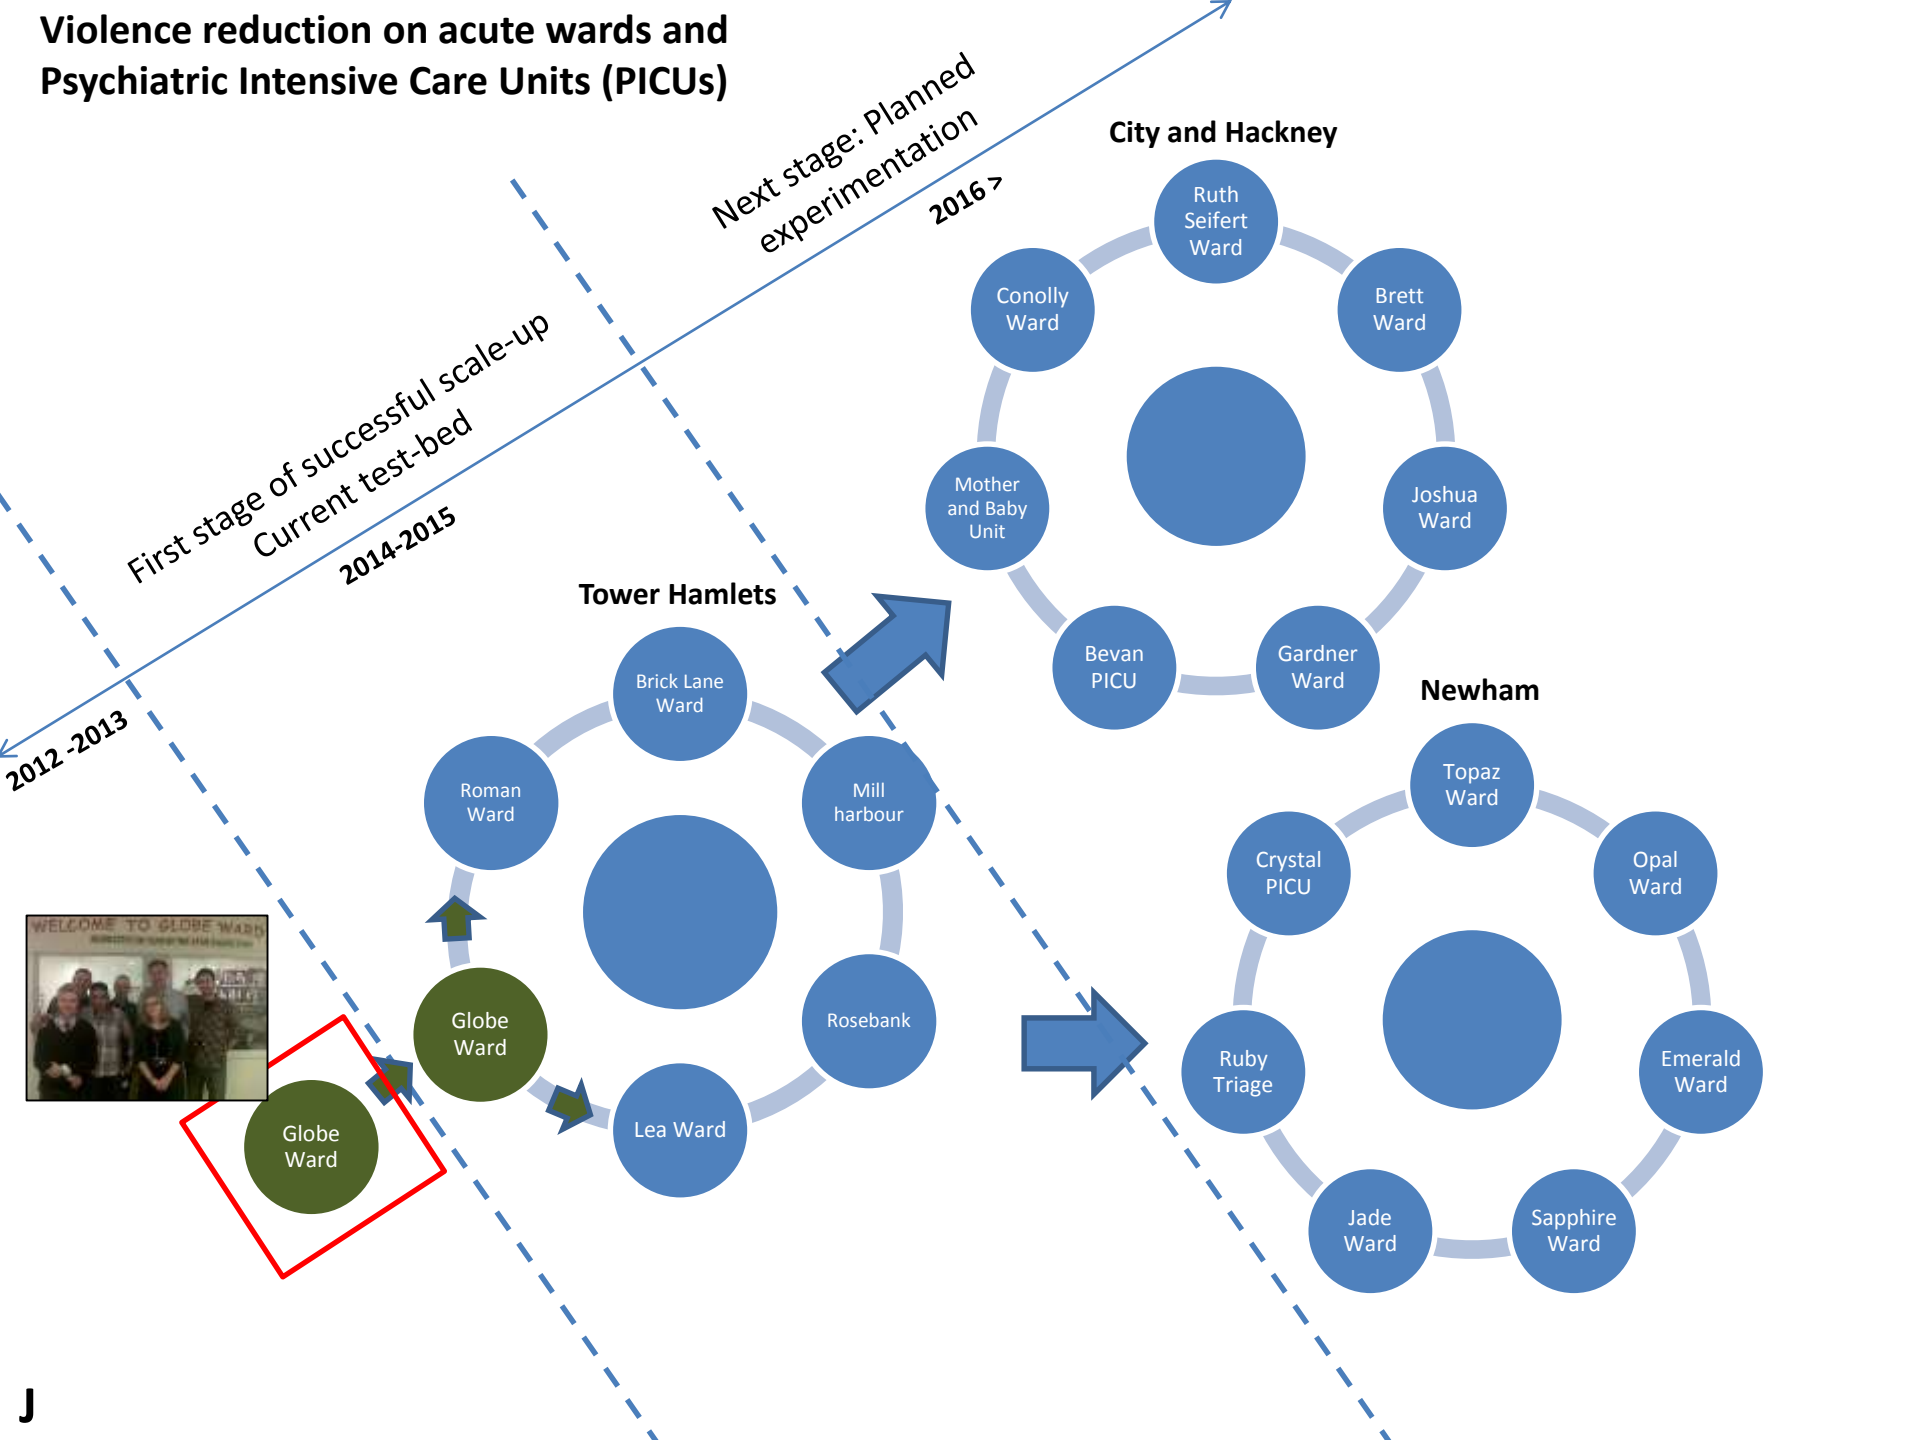 Violence reduction on acute wards and
Psychiatric Intensive Care Units (PICUs)
Next stage: Planned
experimentation
2016 >
First stage of successful scale-up
Current test-bed
2014-2015
2012 -2013
City and Hackney
Ruth
Seifert
Ward
Brett
Ward
Joshua
Ward
Gardner
Ward
Bevan
PICU
Mother
and Baby
Unit
Conolly
Ward
Tower Hamlets
Brick Lane
Ward
Mill
harbour
Rosebank
Lea Ward
Globe
Ward
Roman
Ward
Newham
Topaz
Ward
Opal
Ward
Emerald
Ward
Sapphire
Ward
Jade
Ward
Ruby
Triage
Crystal
PICU
WELCOME TO GLOBE WARD
Globe
Ward
J